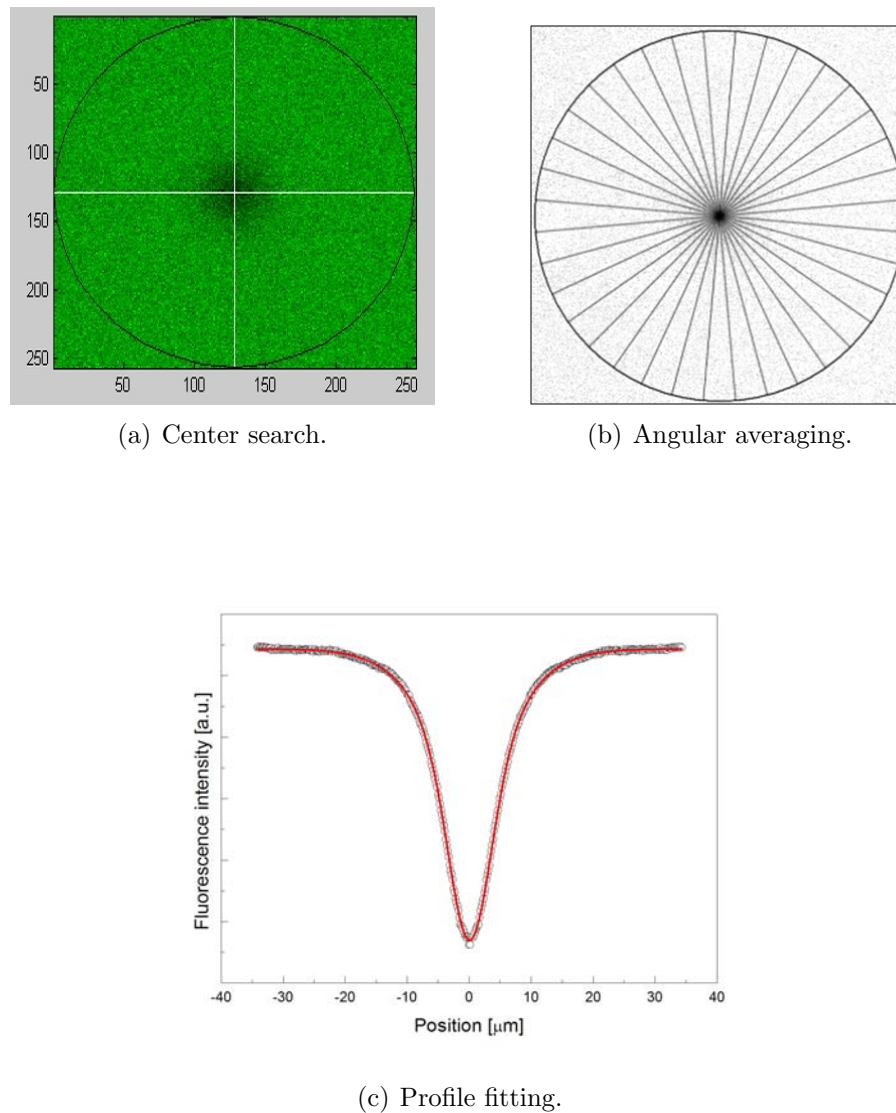 50
100
150
200
250
50 100 150 200 250
(a) Center search.
(b) Angular averaging.
Fluorescence intensity [a.u.]
-40 -30 -20 -10 0 10 20 30 40
Position [μm]
(c) Profile fitting.